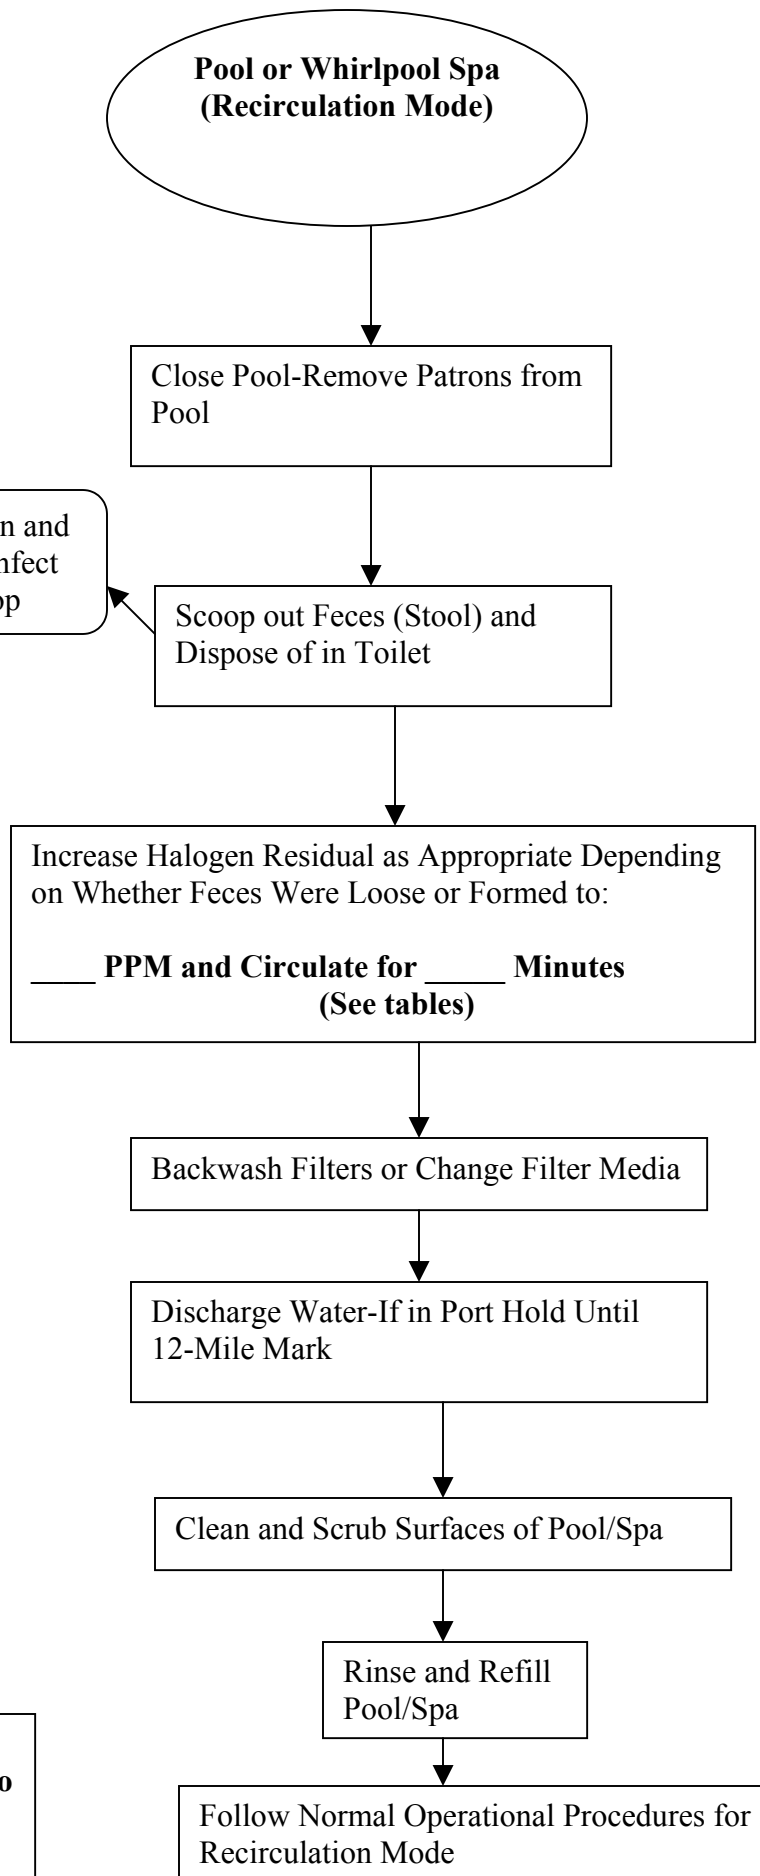 Pool or Whirlpool Spa
(Recirculation Mode)
Close Pool-Remove Patrons from
Pool
n and
nfect
op
Scoop out Feces (Stool) and
Dispose of in Toilet
Increase Halogen Residual as Appropriate Depending
on Whether Feces Were Loose or Formed to:
____ PPM and Circulate for _____ Minutes
(See tables)
Backwash Filters or Change Filter Media
Discharge Water-If in Port Hold Until
12-Mile Mark
Clean and Scrub Surfaces of Pool/Spa
Rinse and Refill
Pool/Spa
o
Follow Normal Operational Procedures for
Recirculation Mode